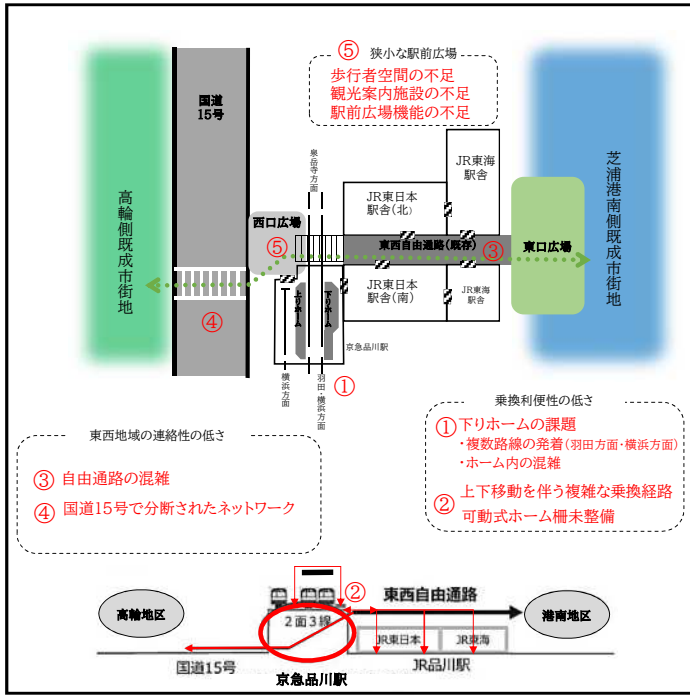 ⑤ 狭小な駅前広場
歩行者空間の不足
観光案内施設の不足
駅前広場機能の不足
国道
15号
泉岳寺方面
JR東海
駅舎
JR東日本
駅舎(北)
高輪側既成市街地
芝浦港南側既成市街地
西口広場
⑤
東西自由通路(既存)
③
東口広場
上りホーム
下りホーム
JR東日本
駅舎(南)
JR東海
駅舎
④
京急品川駅
①
横浜方面
羽田・横浜方面
乗換利便性の低さ
①下りホームの課題
・複数路線の発着(羽田方面・横浜方面)
・ホーム内の混雑
②上下移動を伴う複雑な乗換経路
可動式ホーム柵未整備
東西地域の連絡性の低さ
③ 自由通路の混雑
④ 国道15号で分断されたネットワーク
②
東西自由通路
高輪地区
2面3線
港南地区
JR東日本
JR東海
国道15号
JR品川駅
京急品川駅